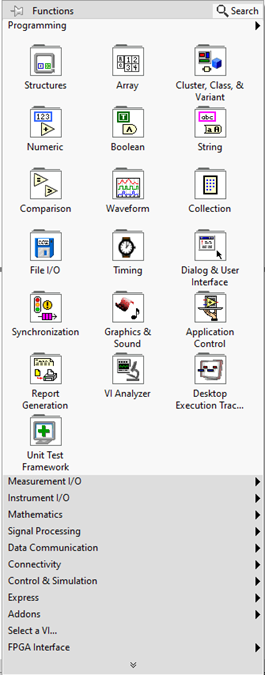 Functions
Search
Programming
Structures
Array
Cluster, Class, &
Variant
123
Numeric
Boolean
abc
String
Comparison
Waveform
Collection
File I/O
Timing
Dialog & User
Interface
Synchronization
Graphics &
Sound
Application
Control
Report
Generation
VI Analyzer
Desktop
Execution Trac...
Unit Test
Framework
Measurement I/O
Instrument I/O
Mathematics
Signal Processing
Data Communication
Connectivity
Control & Simulation
Express
Addons
Select a VI...
FPGA Interface